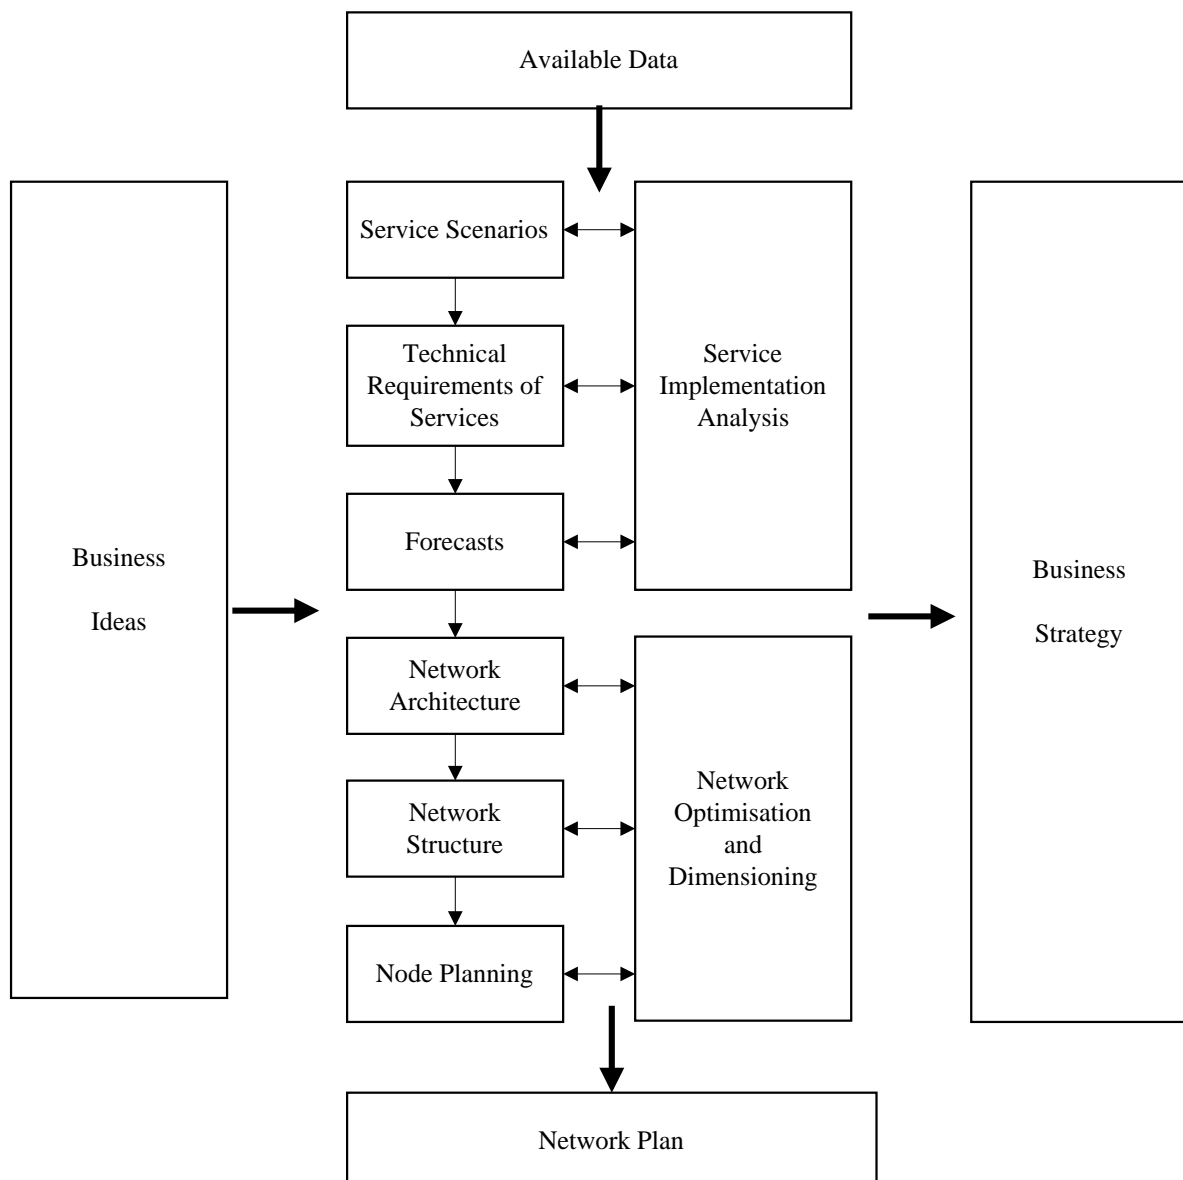 Available Data
Service Scenarios
Technical
Requirements of
Services
Service
Implementation
Analysis
Forecasts
Business
Ideas
Business
Strategy
Network
Architecture
Network
Structure
Network
Optimisation
and
Dimensioning
Node Planning
Network Plan